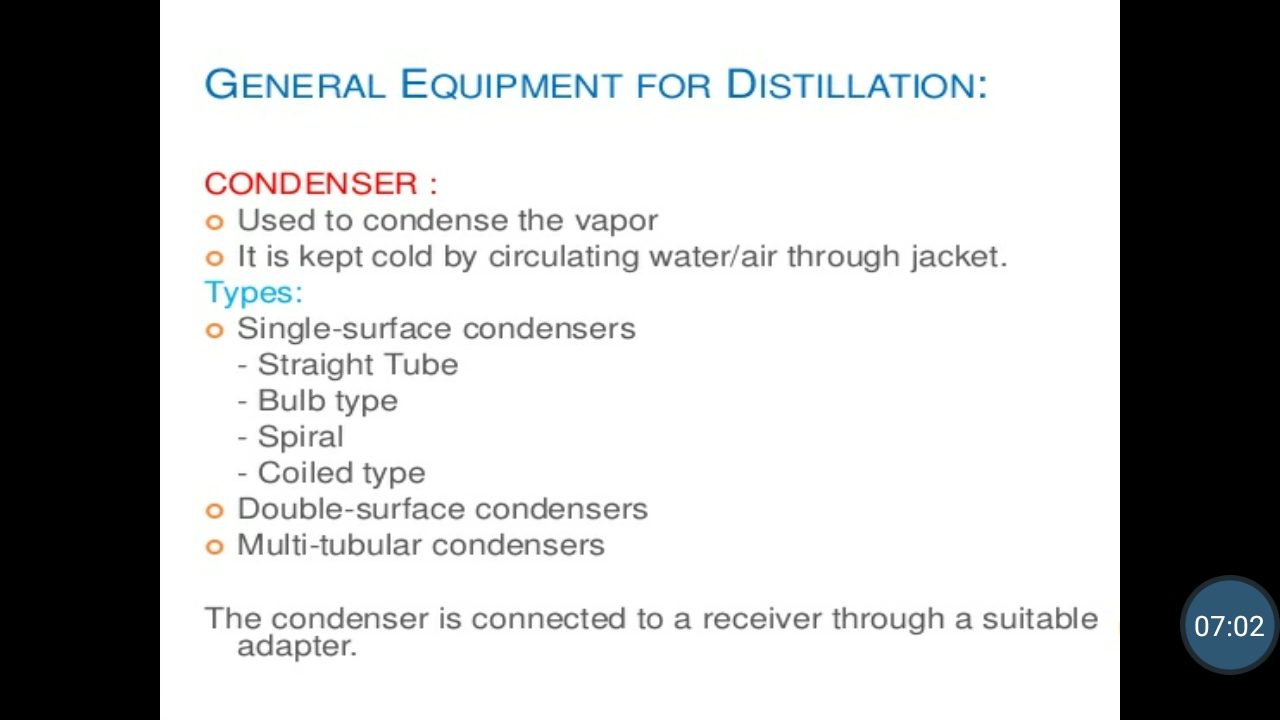 GENERAL EQUIPMENT FOR DISTILLATION:
CONDENSER :
Used to condense the vapor
It is kept cold by circulating water/air through jacket.
Types:
Single-surface condensers
- Straight Tube
- Bulb type
- Spiral
- Coiled type
Double-surface condensers
Multi-tubular condensers
The condenser is connected to a receiver through a suitable
adapter.
07:02